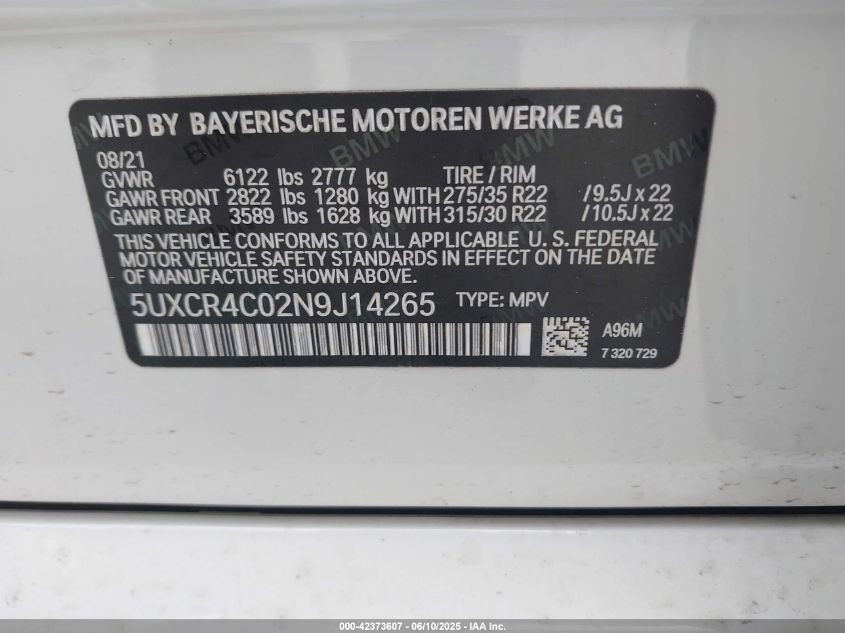 MFD BY BAYERISCHE MOTOREN WERKE AG
08/21
GVWR 6122 lbs 2777 kg TIRE / RIM
GAWR FRONT 2822 lbs 1280 kg WITH 275/35 R22 / 9.5J x 22
GAWR REAR 3589 lbs 1628 kg WITH 315/30 R22 / 10.5J x 22
THIS VEHICLE CONFORMS TO ALL APPLICABLE U. S. FEDERAL
MOTOR VEHICLE SAFETY STANDARDS IN EFFECT ON THE DATE
OF MANUFACTURE SHOWN ABOVE.
5UXCR4C02N9J14265 TYPE: MPV
A96M
7 320 729
000-42373607 - 06/10/2025 - IAA Inc.